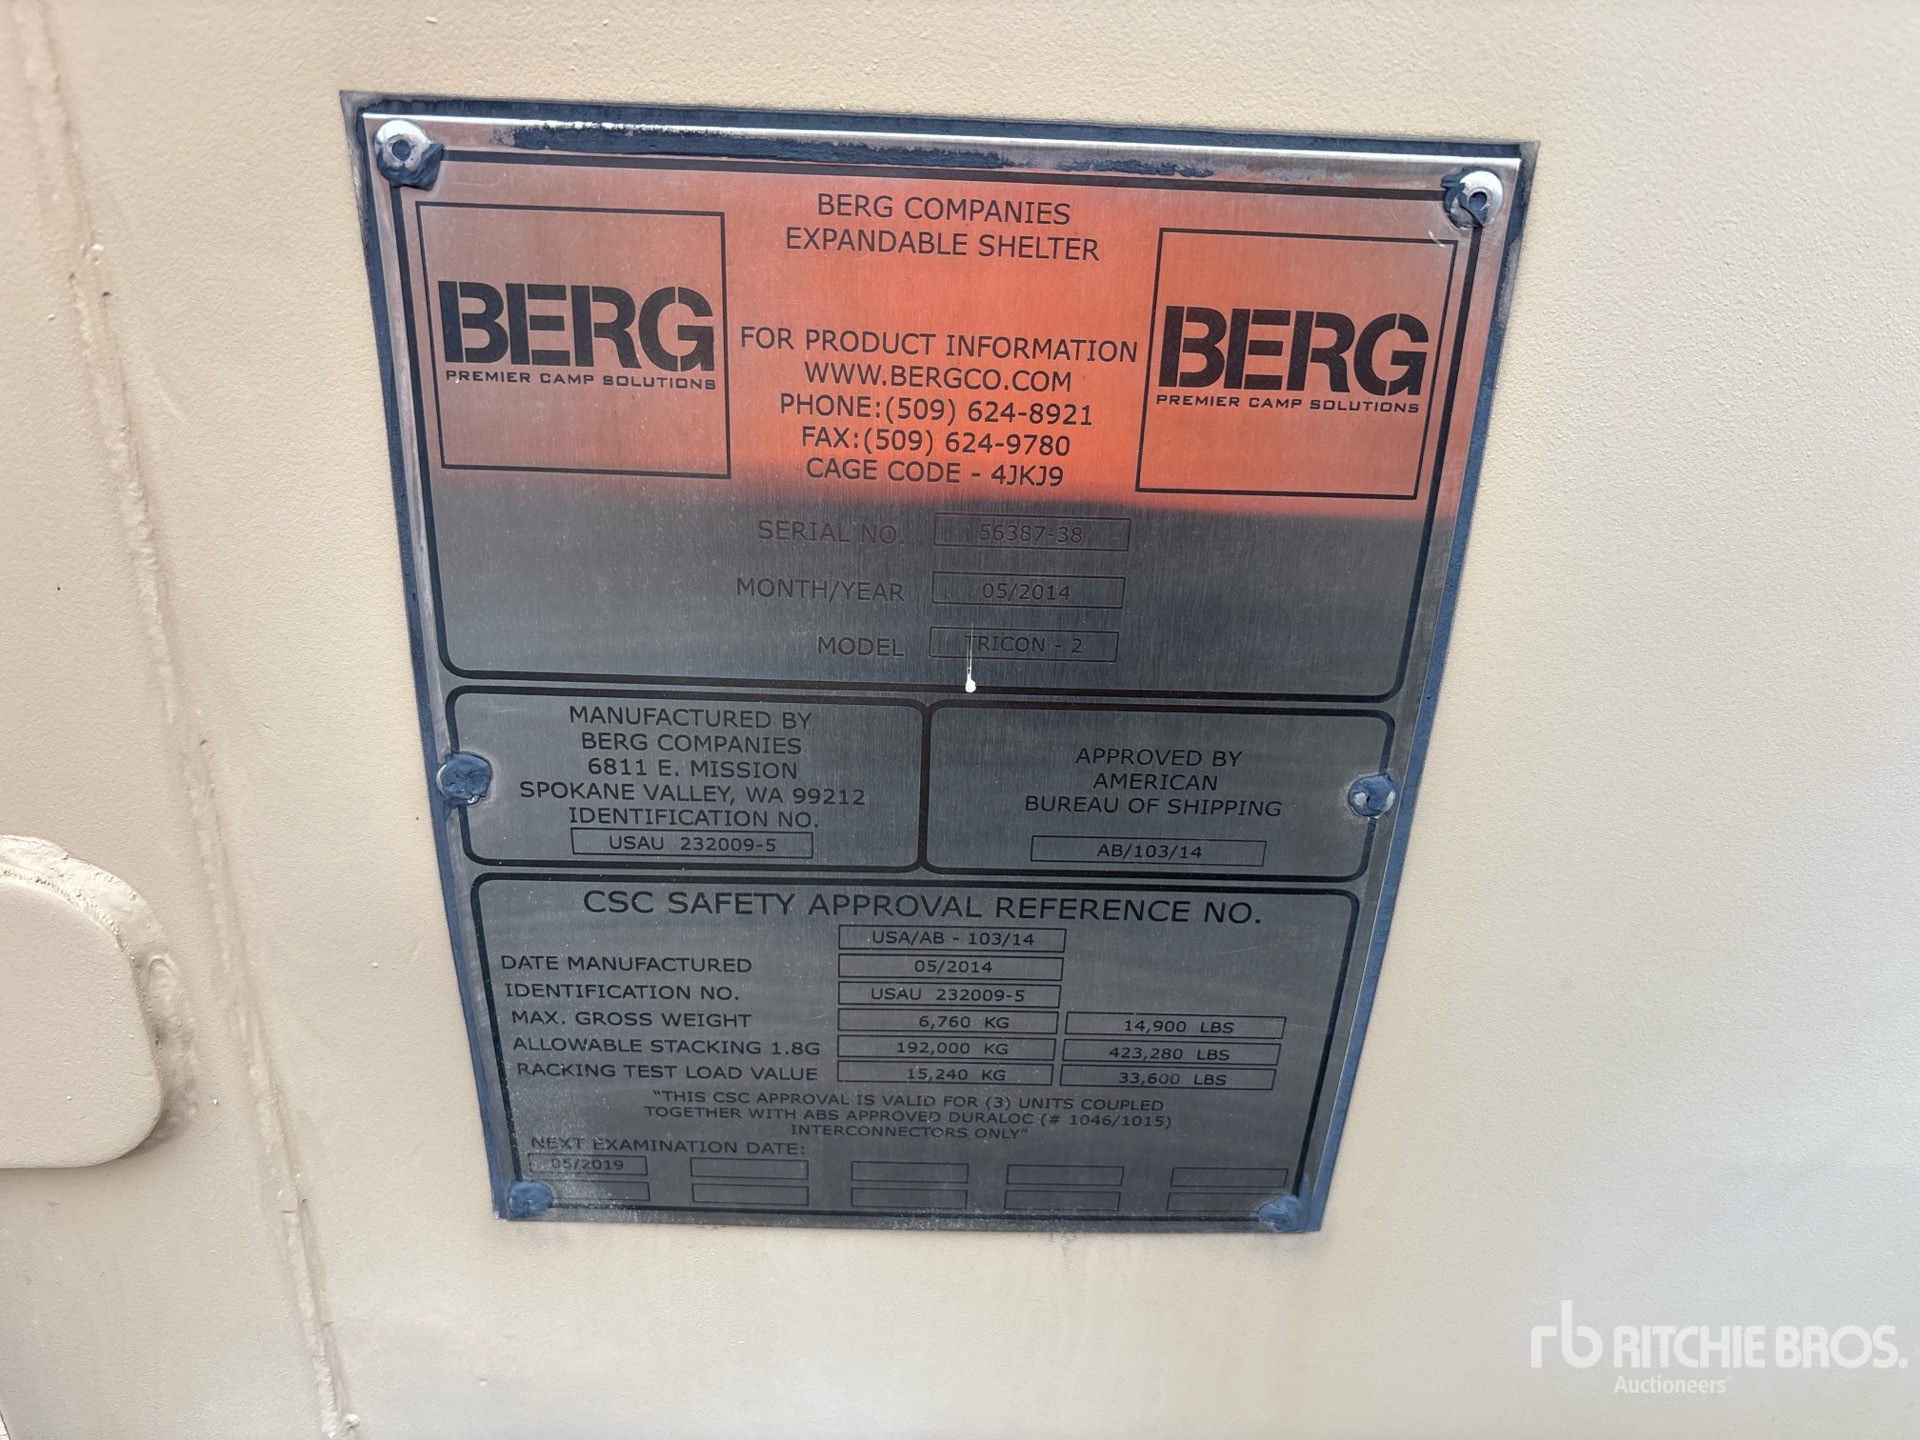 BERG COMPANIES
EXPANDABLE SHELTER
BERG
PREMIER CAMP SOLUTIONS
FOR PRODUCT INFORMATION
WWW.BERGCO.COM
PHONE:(509) 624-8921
FAX:(509) 624-9780
CAGE CODE - 4JKJ9
BERG
PREMIER CAMP SOLUTIONS
SERIAL NO. 56387-38
MONTH/YEAR 05/2014
MODEL TRICON - 2
MANUFACTURED BY
BERG COMPANIES
6811 E. MISSION
SPOKANE VALLEY, WA 99212
IDENTIFICATION NO.
USAU 232009-5
APPROVED BY
AMERICAN
BUREAU OF SHIPPING
AB/103/14
CSC SAFETY APPROVAL REFERENCE NO.
USA/AB - 103/14
DATE MANUFACTURED 05/2014
IDENTIFICATION NO. USAU 232009-5
MAX. GROSS WEIGHT 6,760 KG 14,900 LBS
ALLOWABLE STACKING 1.8G 192,000 KG 423,280 LBS
RACKING TEST LOAD VALUE 15,240 KG 33,600 LBS
"THIS CSC APPROVAL IS VALID FOR (3) UNITS COUPLED
TOGETHER WITH ABS APPROVED DURALOC (# 1046/1015)
INTERCONNECTORS ONLY"
NEXT EXAMINATION DATE:
05/2019
rb RITCHIE BROS.
Auctioneers